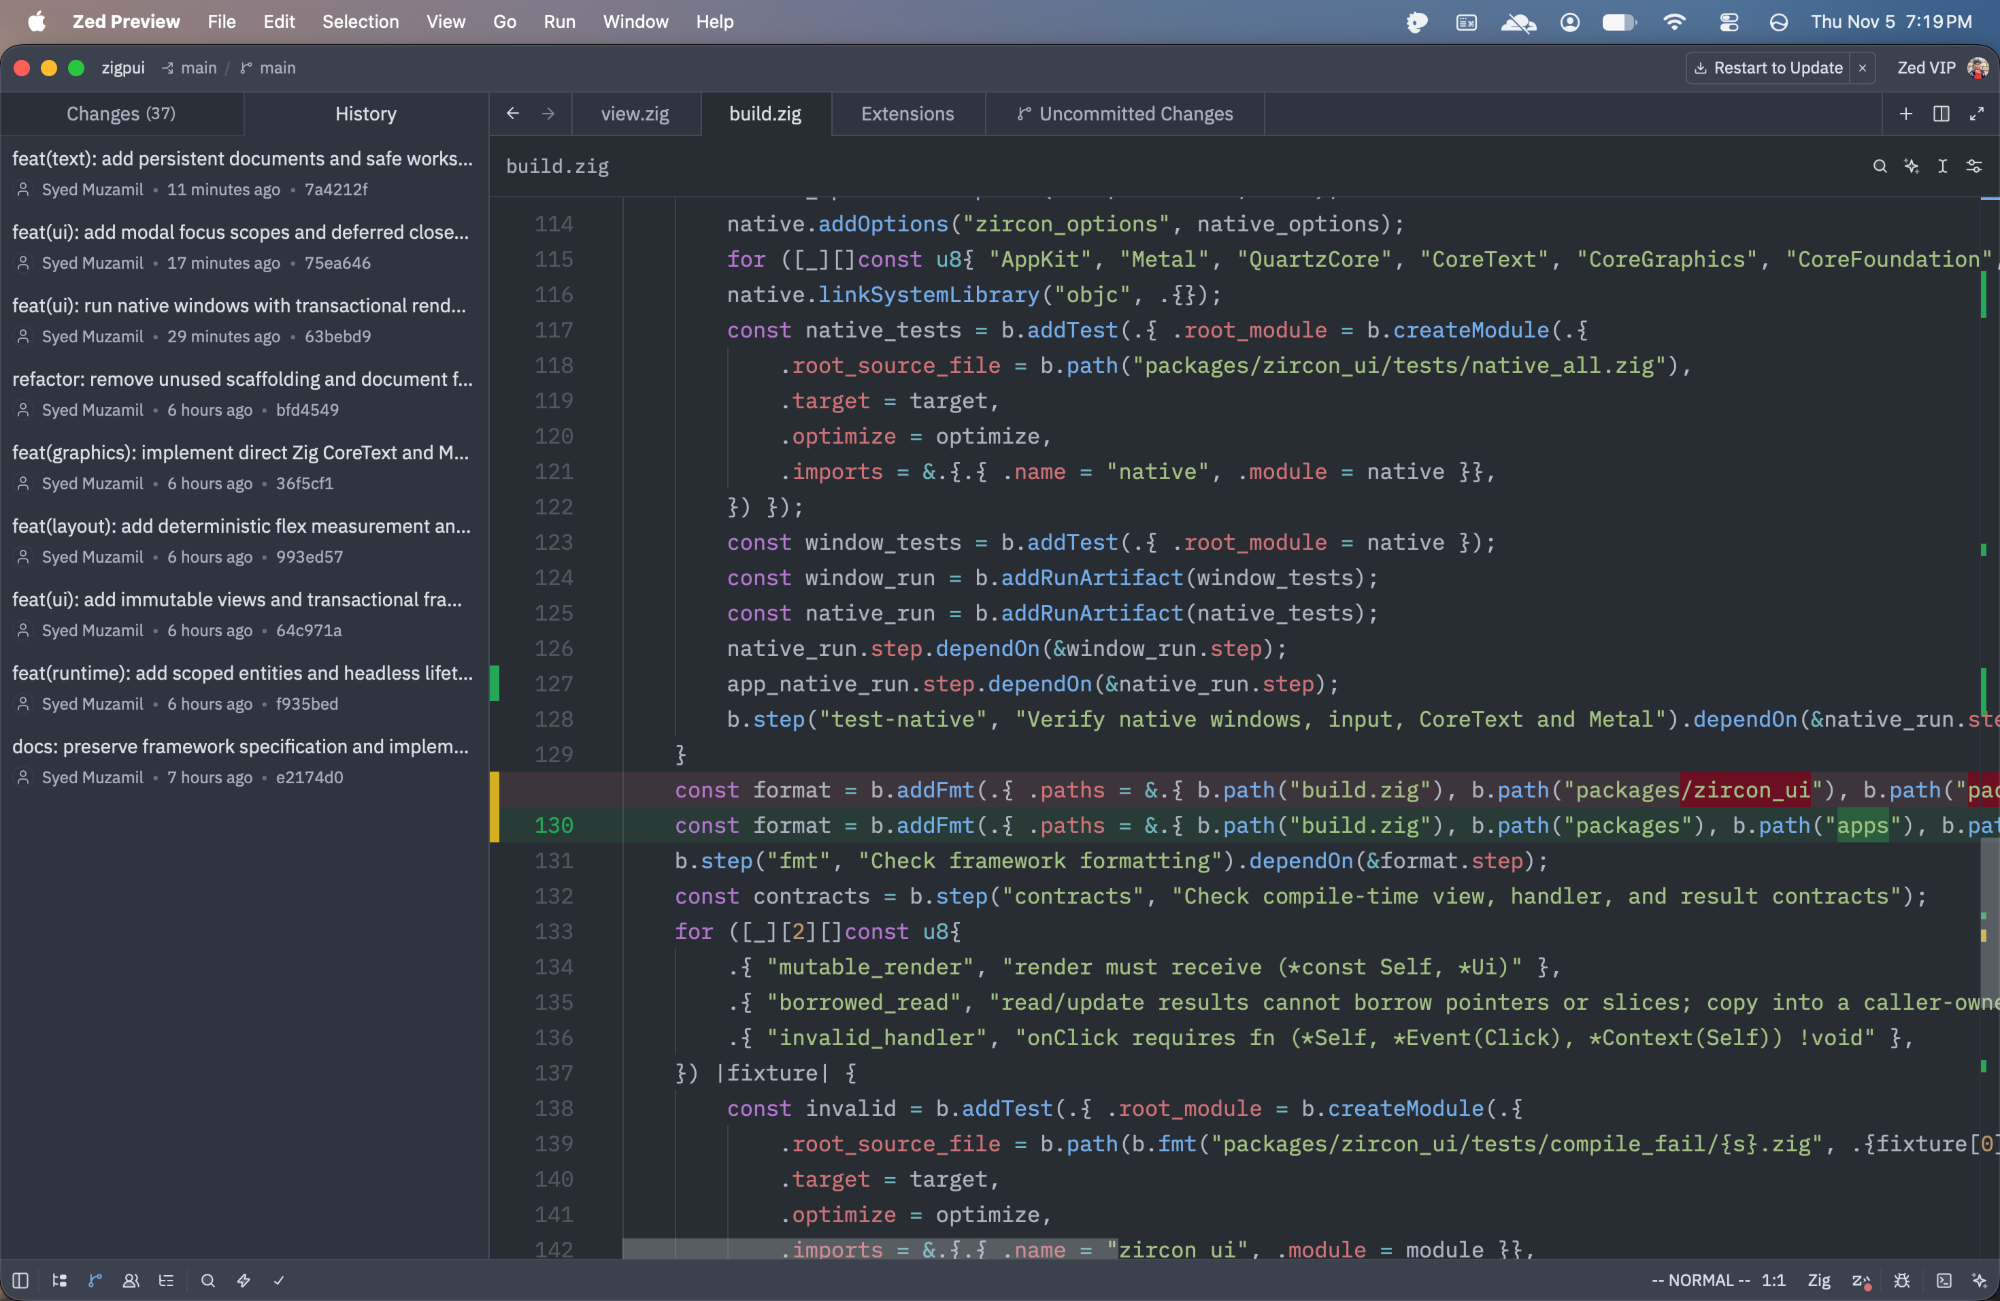 Zed Preview File Edit Selection View Go Run Window Help Thu Nov 5 7:19 PM
zigpui main / main Restart to Update × Zed VIP
Changes (37) History
view.zig build.zig Extensions Uncommitted Changes
feat(text): add persistent documents and safe works...
Syed Muzamil • 11 minutes ago • 7a4212f
feat(ui): add modal focus scopes and deferred close...
Syed Muzamil • 17 minutes ago • 75ea646
feat(ui): run native windows with transactional rend...
Syed Muzamil • 29 minutes ago • 63bebd9
refactor: remove unused scaffolding and document f...
Syed Muzamil • 6 hours ago • bfd4549
feat(graphics): implement direct Zig CoreText and M...
Syed Muzamil • 6 hours ago • 36f5cf1
feat(layout): add deterministic flex measurement an...
Syed Muzamil • 6 hours ago • 993ed57
feat(ui): add immutable views and transactional fra...
Syed Muzamil • 6 hours ago • 64c971a
feat(runtime): add scoped entities and headless lifet...
Syed Muzamil • 6 hours ago • f935bed
docs: preserve framework specification and implem...
Syed Muzamil • 7 hours ago • e2174d0
build.zig
114 native.addOptions("zircon_options", native_options);
115 for ([_][]const u8{ "AppKit", "Metal", "QuartzCore", "CoreText", "CoreGraphics", "CoreFoundation",
116 native.linkSystemLibrary("objc", .{});
117 const native_tests = b.addTest(.{ .root_module = b.createModule(.{
118 .root_source_file = b.path("packages/zircon_ui/tests/native_all.zig"),
119 .target = target,
120 .optimize = optimize,
121 .imports = &.{.{ .name = "native", .module = native }},
122 }) });
123 const window_tests = b.addTest(.{ .root_module = native });
124 const window_run = b.addRunArtifact(window_tests);
125 const native_run = b.addRunArtifact(native_tests);
126 native_run.step.dependOn(&window_run.step);
127 app_native_run.step.dependOn(&native_run.step);
128 b.step("test-native", "Verify native windows, input, CoreText and Metal").dependOn(&native_run.ste
129 }
const format = b.addFmt(.{ .paths = &.{ b.path("build.zig"), b.path("packages/zircon_ui"), b.path("pac
130 const format = b.addFmt(.{ .paths = &.{ b.path("build.zig"), b.path("packages"), b.path("apps"), b.pat
131 b.step("fmt", "Check framework formatting").dependOn(&format.step);
132 const contracts = b.step("contracts", "Check compile-time view, handler, and result contracts");
133 for ([_][2][]const u8{
134 .{ "mutable_render", "render must receive (*const Self, *Ui)" },
135 .{ "borrowed_read", "read/update results cannot borrow pointers or slices; copy into a caller-owne
136 .{ "invalid_handler", "onClick requires fn (*Self, *Event(Click), *Context(Self)) !void" },
137 }) |fixture| {
138 const invalid = b.addTest(.{ .root_module = b.createModule(.{
139 .root_source_file = b.path(b.fmt("packages/zircon_ui/tests/compile_fail/{s}.zig", .{fixture[0]
140 .target = target,
141 .optimize = optimize,
142 .imports = &.{.{ .name = "zircon_ui", .module = module }},
-- NORMAL -- 1:1 Zig